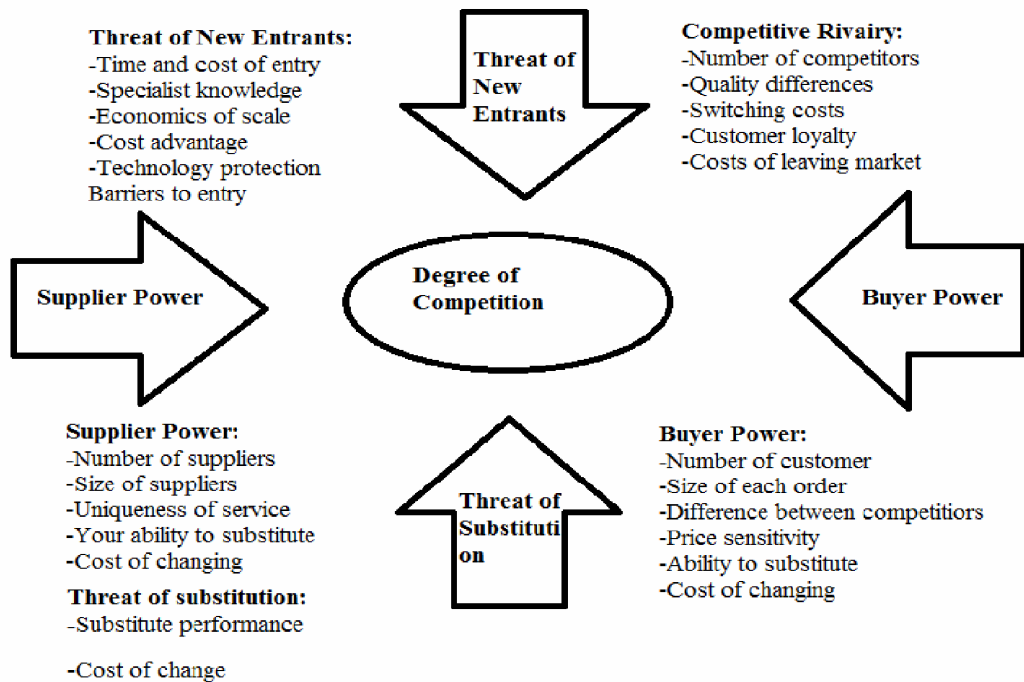 Threat of New Entrants:
-Time and cost of entry
-Specialist knowledge
-Economics of scale
-Cost advantage
-Technology protection
Barriers to entry
Threat of
New
Entrants
Competitive Rivairy:
-Number of competitors
-Quality differences
-Switching costs
-Customer loyalty
-Costs of leaving market
Supplier Power
Degree of
Competition
Buyer Power
Supplier Power:
-Number of suppliers
-Size of suppliers
-Uniqueness of service
-Your ability to substitute
-Cost of changing
Threat of substitution:
-Substitute performance
-Cost of change
Threat of
Substituti
on
Buyer Power:
-Number of customer
-Size of each order
-Difference between competitiors
-Price sensitivity
-Ability to substitute
-Cost of changing